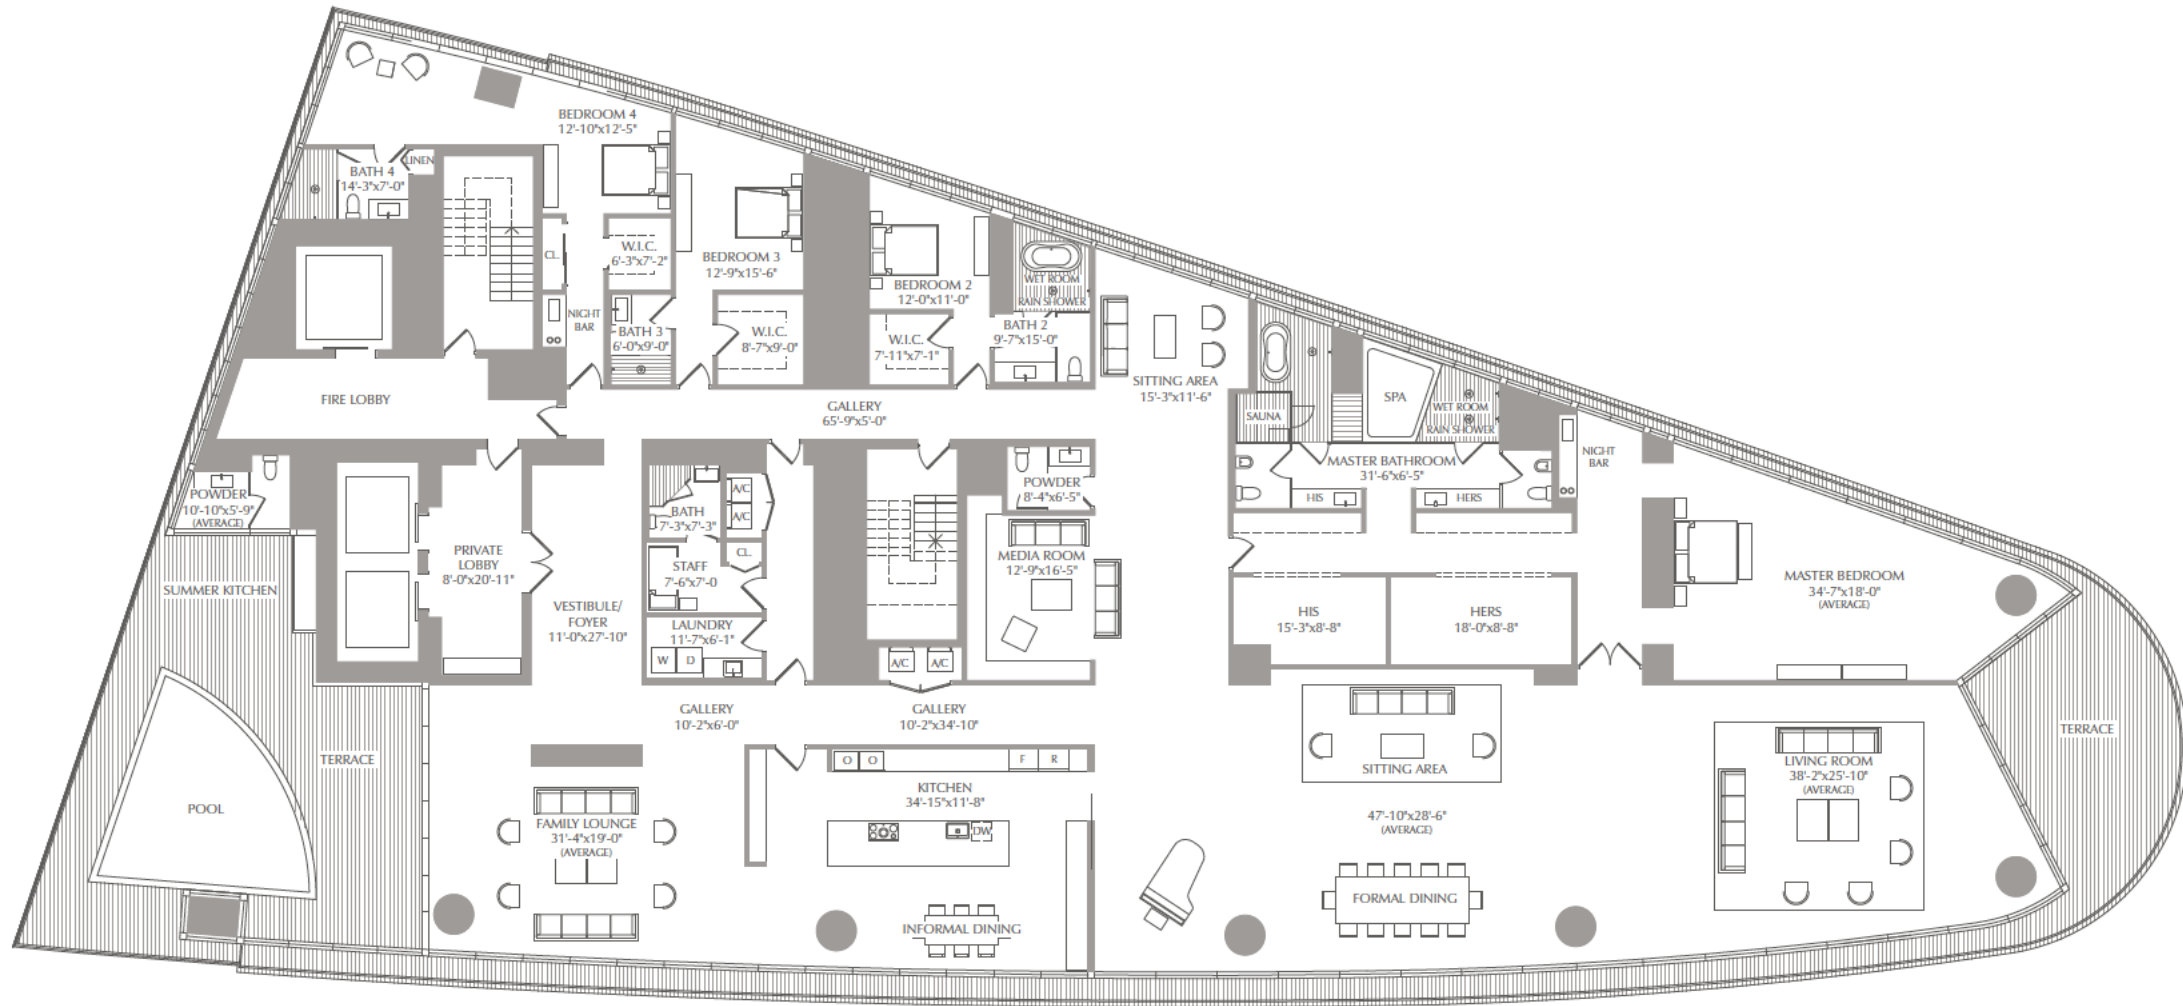 BEDROOM 4
12'-10"x12'-5"
LINEN
BATH 4
14'-3"x7'-0"
CL.
W.I.C.
6'-3"x7'-2"
BEDROOM 3
12'-9"x15'-6"
BEDROOM 2
12'-0"x11'-0"
WET ROOM
RAIN SHOWER
NIGHT
BAR
BATH 3
6'-0"x9'-0"
W.I.C.
8'-7"x9'-0"
W.I.C.
7'-11"x7'-1"
BATH 2
9'-7"x15'-0"
SITTING AREA
15'-3"x11'-6"
FIRE LOBBY
GALLERY
65'-9"x5'-0"
SAUNA
SPA
WET ROOM
RAIN SHOWER
NIGHT
BAR
MASTER BATHROOM
31'-6"x6'-5"
HIS
HERS
POWDER
10'-10"x5'-9"
(AVERAGE)
A/C
A/C
BATH
7'-3"x7'-3"
CL.
STAFF
7'-6"x7'-0
POWDER
8'-4"x6'-5"
MEDIA ROOM
12'-9"x16'-5"
PRIVATE
LOBBY
8'-0"x20'-11"
SUMMER KITCHEN
VESTIBULE/
FOYER
11'-0"x27'-10"
LAUNDRY
11'-7"x6'-1"
W
D
A/C
A/C
HIS
15'-3"x8'-8"
HERS
18'-0"x8'-8"
MASTER BEDROOM
34'-7"x18'-0"
(AVERAGE)
GALLERY
10'-2"x6'-0"
GALLERY
10'-2"x34'-10"
TERRACE
TERRACE
POOL
O
O
F
R
KITCHEN
34'-15"x11'-8"
DW
SITTING AREA
LIVING ROOM
38'-2"x25'-10"
(AVERAGE)
FAMILY LOUNGE
31'-4"x19'-0"
(AVERAGE)
47'-10"x28'-6"
(AVERAGE)
FORMAL DINING
INFORMAL DINING